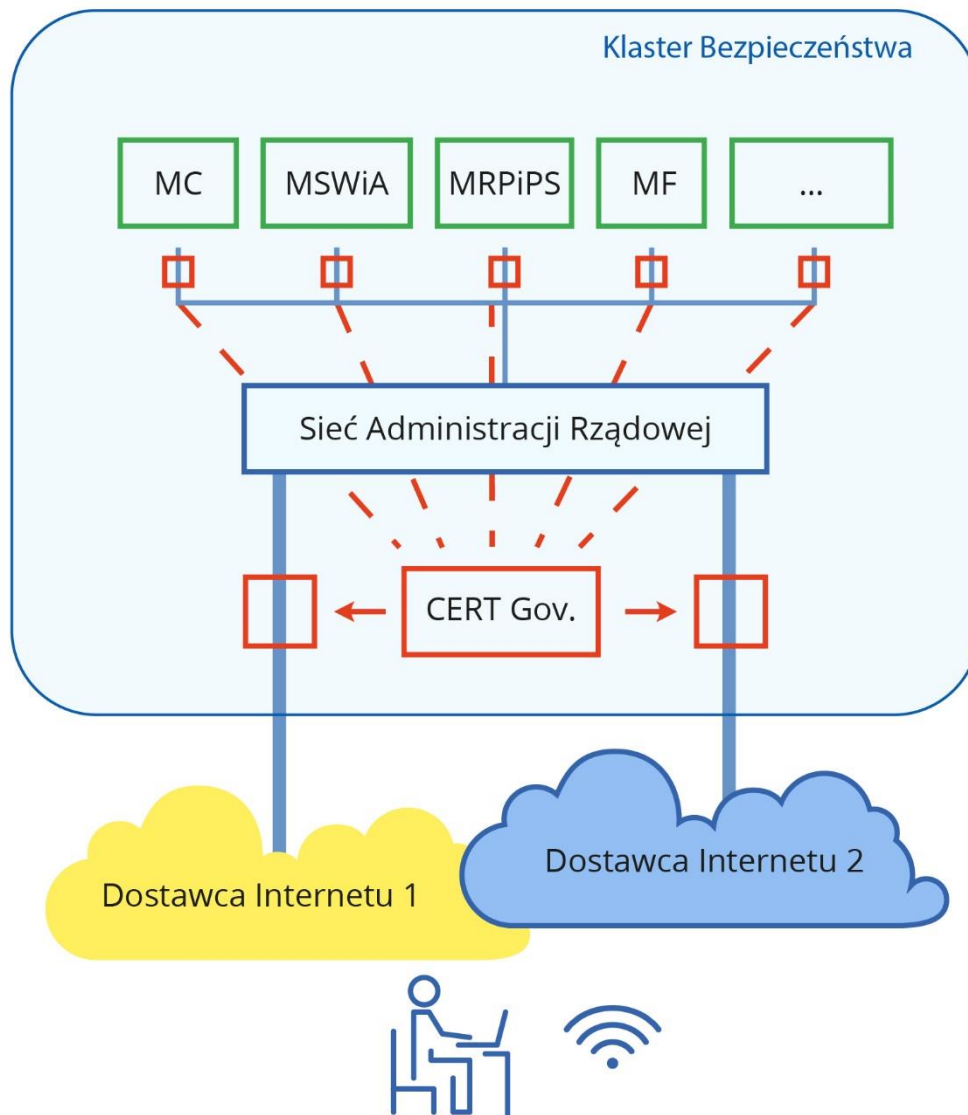 Klaster Bezpieczeństwa
MC
MSWiA
MRPiPS
MF
...
Sieć Administracji Rządowej
CERT Gov.
Dostawca Internetu 2
Dostawca Internetu 1